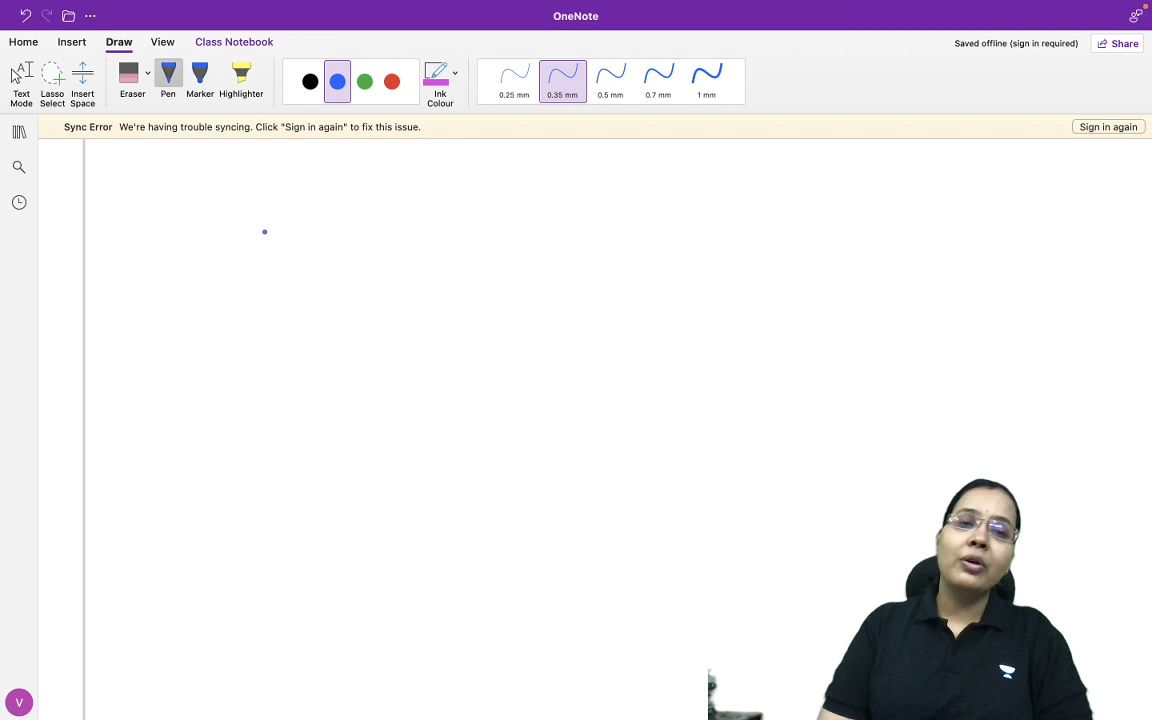 OneNote
Home Insert Draw View Class Notebook
Saved offline (sign in required) Share
Text Mode
Lasso Select
Insert Space
Eraser
Pen
Marker
Highlighter
Ink Colour
0.25 mm
0.35 mm
0.5 mm
0.7 mm
1 mm
Sync Error We're having trouble syncing. Click "Sign in again" to fix this issue. Sign in again
V